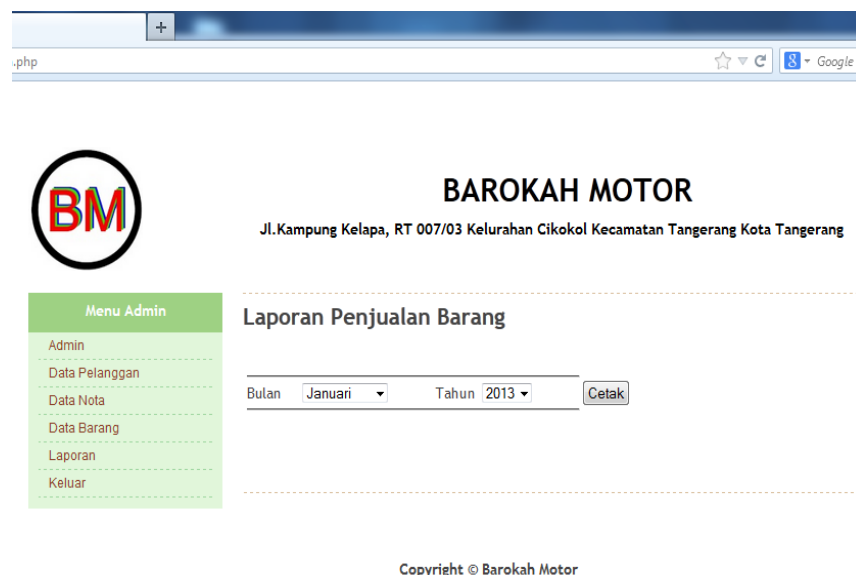 +
.php
8 Google
BM
BAROKAH MOTOR
Jl.Kampung Kelapa, RT 007/03 Kelurahan Cikokol Kecamatan Tangerang Kota Tangerang
Menu Admin
Admin
Data Pelanggan
Data Nota
Data Barang
Laporan
Keluar
Laporan Penjualan Barang
Bulan Januari Tahun 2013 Cetak
Copyright © Barokah Motor